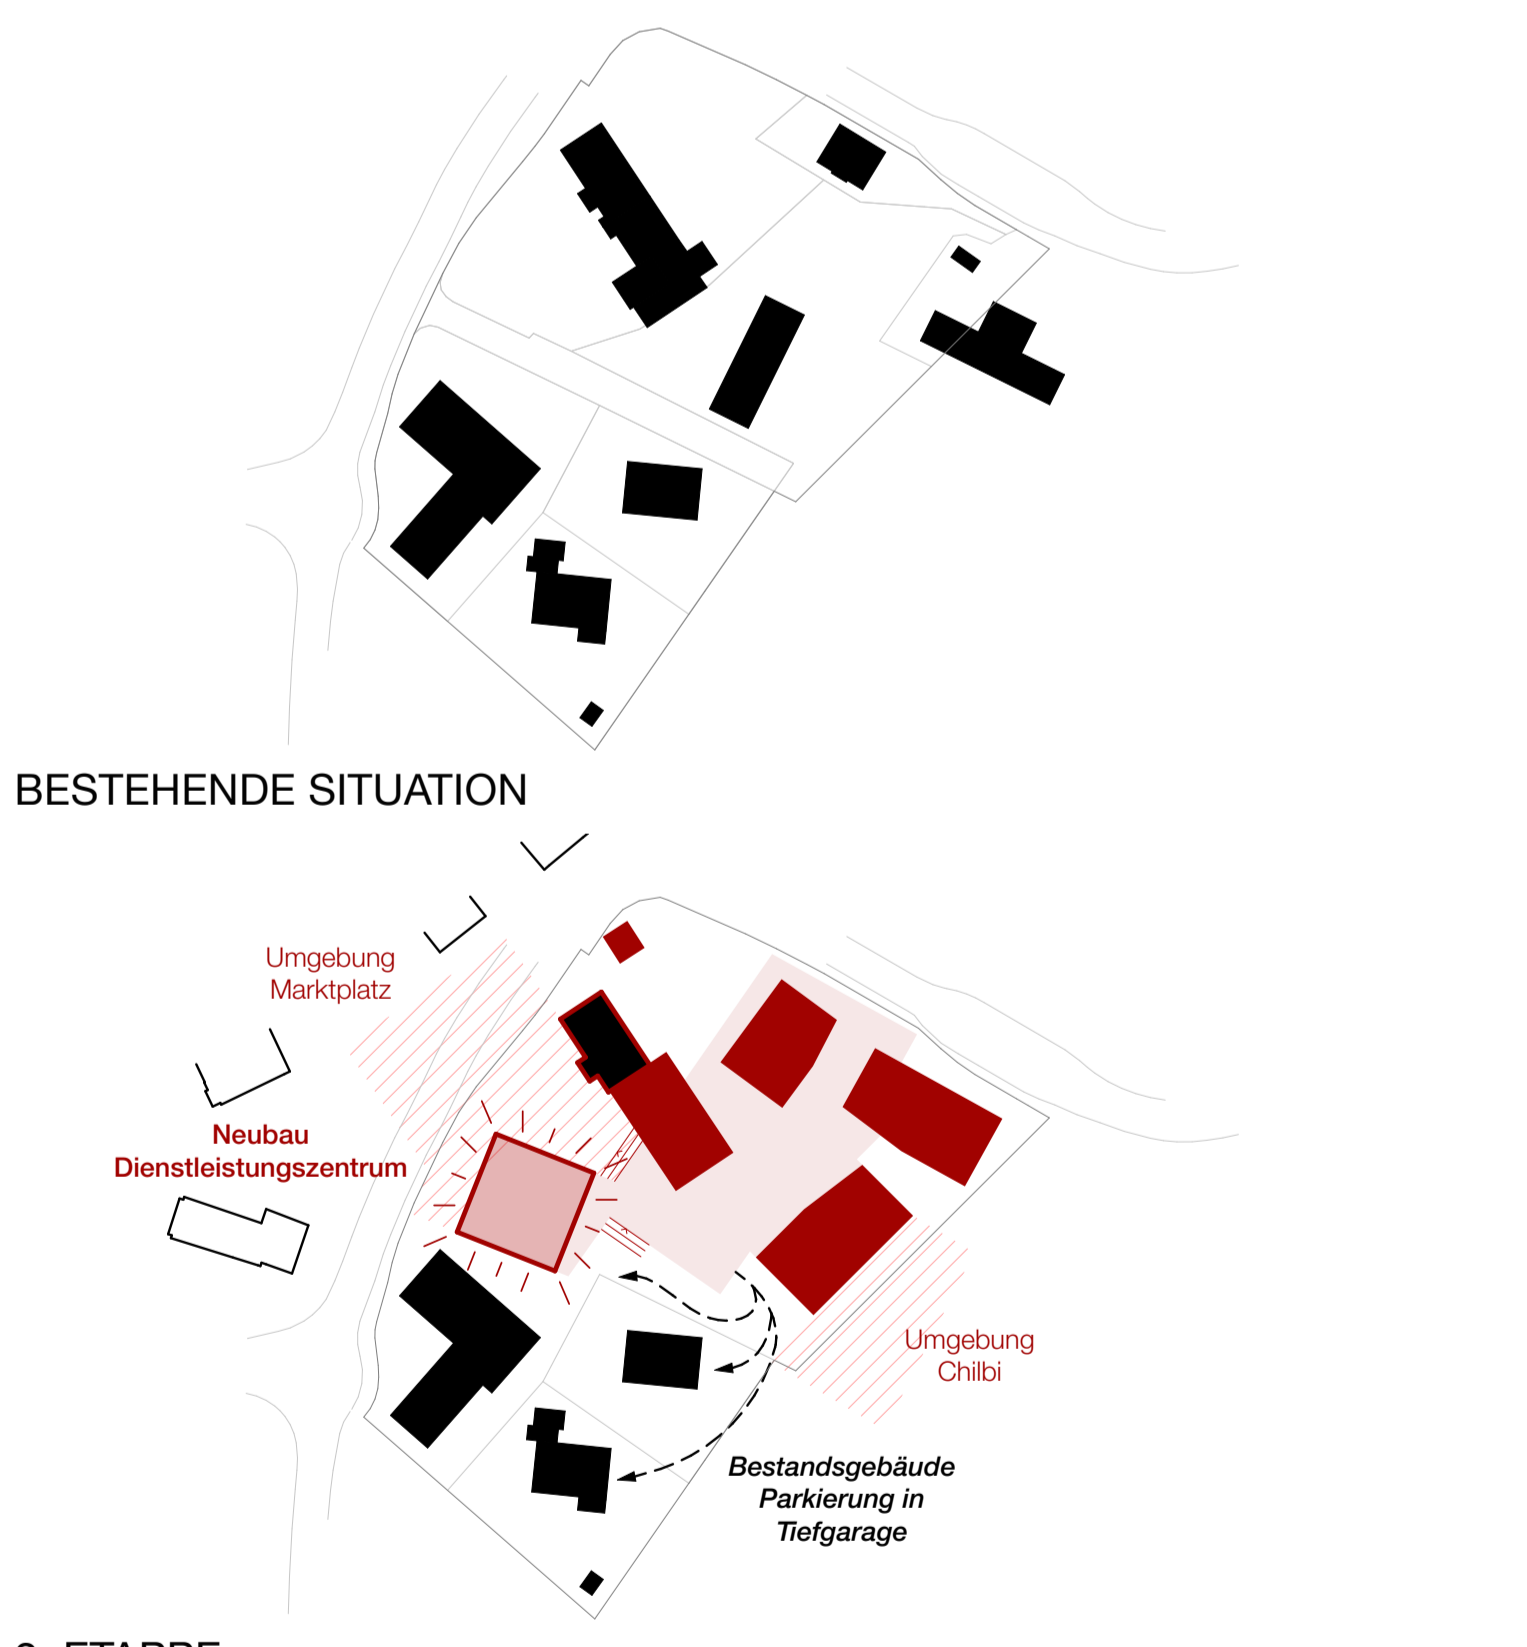 BESTEHENDE SITUATION
Umgebung
Marktplatz
Neubau
Dienstleistungszentrum
Umgebung
Chilbi
Bestandsgebäude
Parkierung in
Tiefgarage